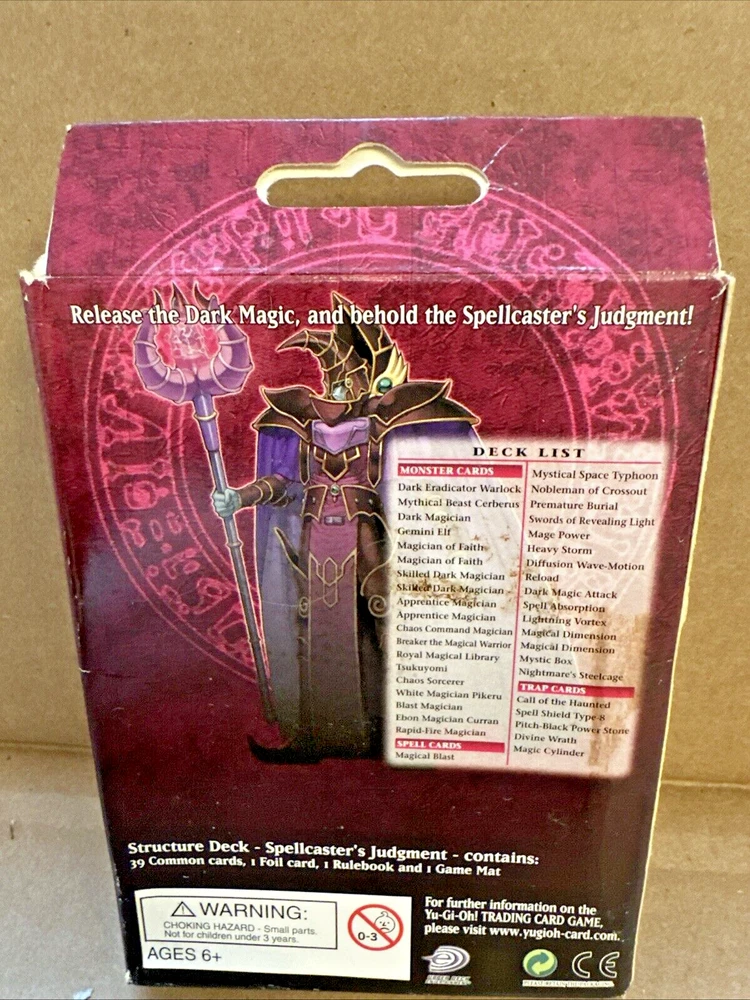 Release the Dark Magic, and behold the Spellcaster's Judgment!
DECK LIST
MONSTER CARDS
Dark Eradicator Warlock
Mythical Beast Cerberus
Dark Magician
Gemini Elf
Magician of Faith
Magician of Faith
Skilled Dark Magician
Skilled Dark Magician
Apprentice Magician
Apprentice Magician
Chaos Command Magician
Breaker the Magical Warrior
Royal Magical Library
Tsukuyomi
Chaos Sorcerer
White Magician Pikeru
Blast Magician
Ebon Magician Curran
Rapid-Fire Magician
SPELL CARDS
Magical Blast
Mystical Space Typhoon
Nobleman of Crossout
Premature Burial
Swords of Revealing Light
Mage Power
Heavy Storm
Diffusion Wave-Motion
Reload
Dark Magic Attack
Spell Absorption
Lightning Vortex
Magical Dimension
Magical Dimension
Mystic Box
Nightmare's Steelcage
TRAP CARDS
Call of the Haunted
Spell Shield Type-8
Pitch-Black Power Stone
Divine Wrath
Magic Cylinder
Structure Deck - Spellcaster's Judgment - contains:
39 Common cards, 1 Foil card, 1 Rulebook and 1 Game Mat
WARNING:
CHOKING HAZARD - Small parts.
Not for children under 3 years.
AGES 6+
0-3
For further information on the
Yu-Gi-Oh! TRADING CARD GAME,
please visit www.yugioh-card.com.
UPPER DECK
ENTERTAINMENT
CE
PLEASE RETAIN THIS PACKAGING